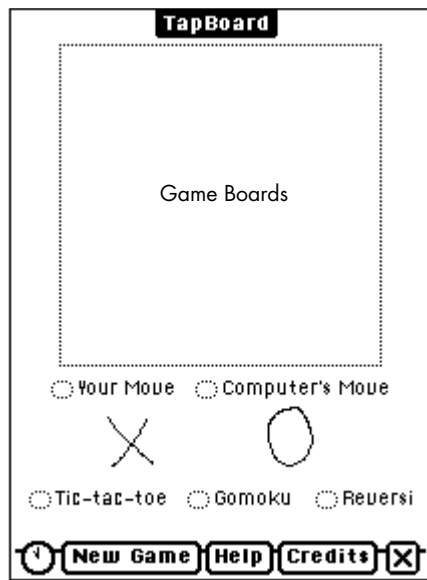 TapBoard
Game Boards
Your Move Computer's Move
Tic-tac-toe Gomoku Reversi
New Game Help Credits